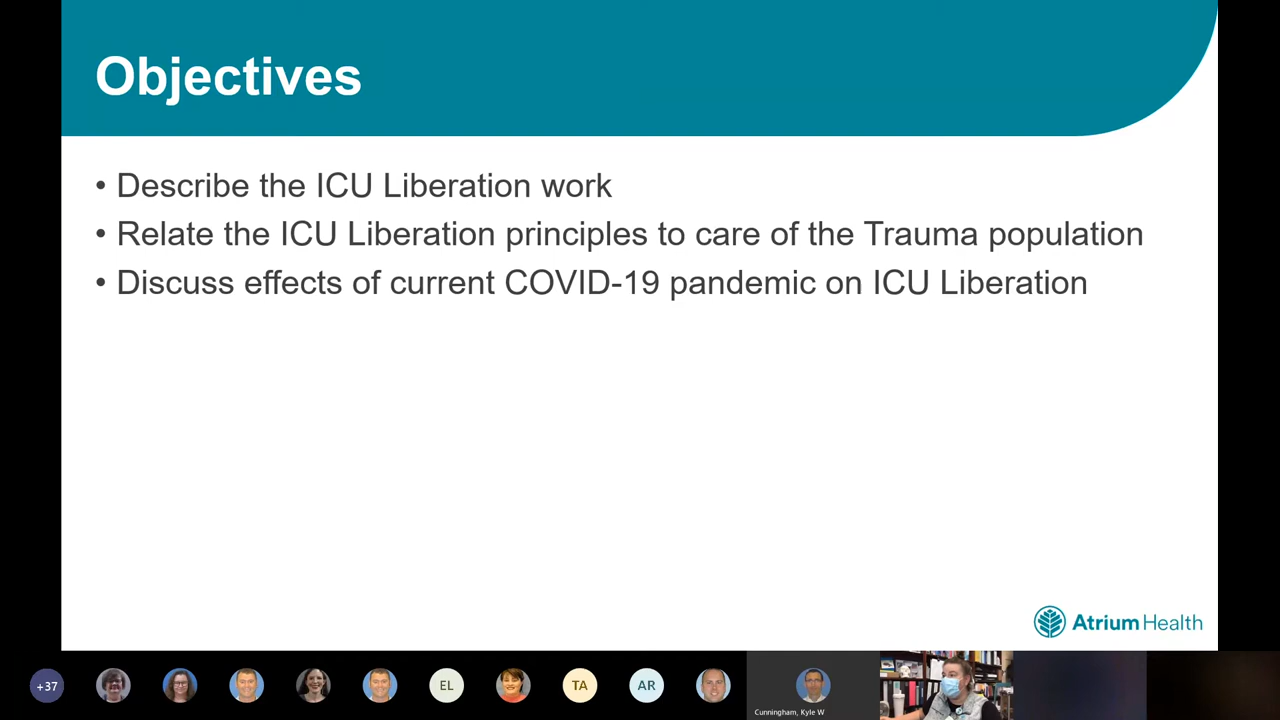 Objectives
• Describe the ICU Liberation work
• Relate the ICU Liberation principles to care of the Trauma population
• Discuss effects of current COVID-19 pandemic on ICU Liberation
Atrium Health
+37
EL
TA
AR
Cunningham, Kyle W